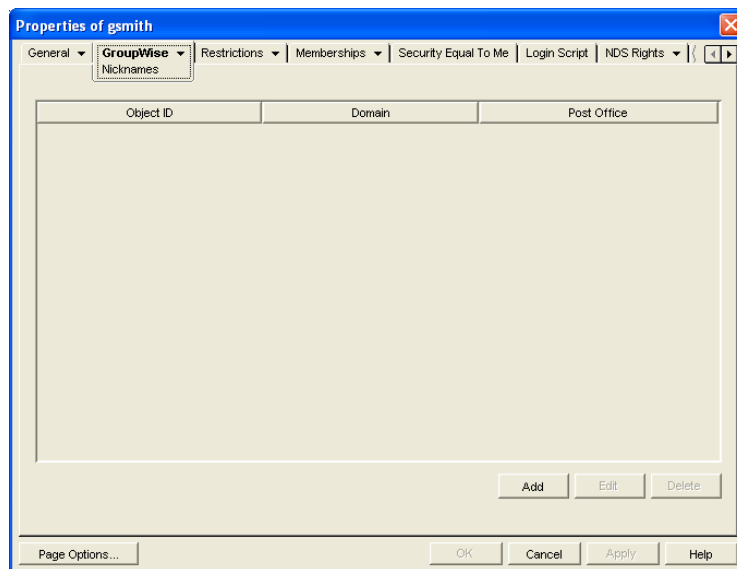 Properties of gsmith
General GroupWise Restrictions Memberships Security Equal To Me Login Script NDS Rights
Nicknames
Object ID Domain Post Office
Add Edit Delete
Page Options... OK Cancel Apply Help